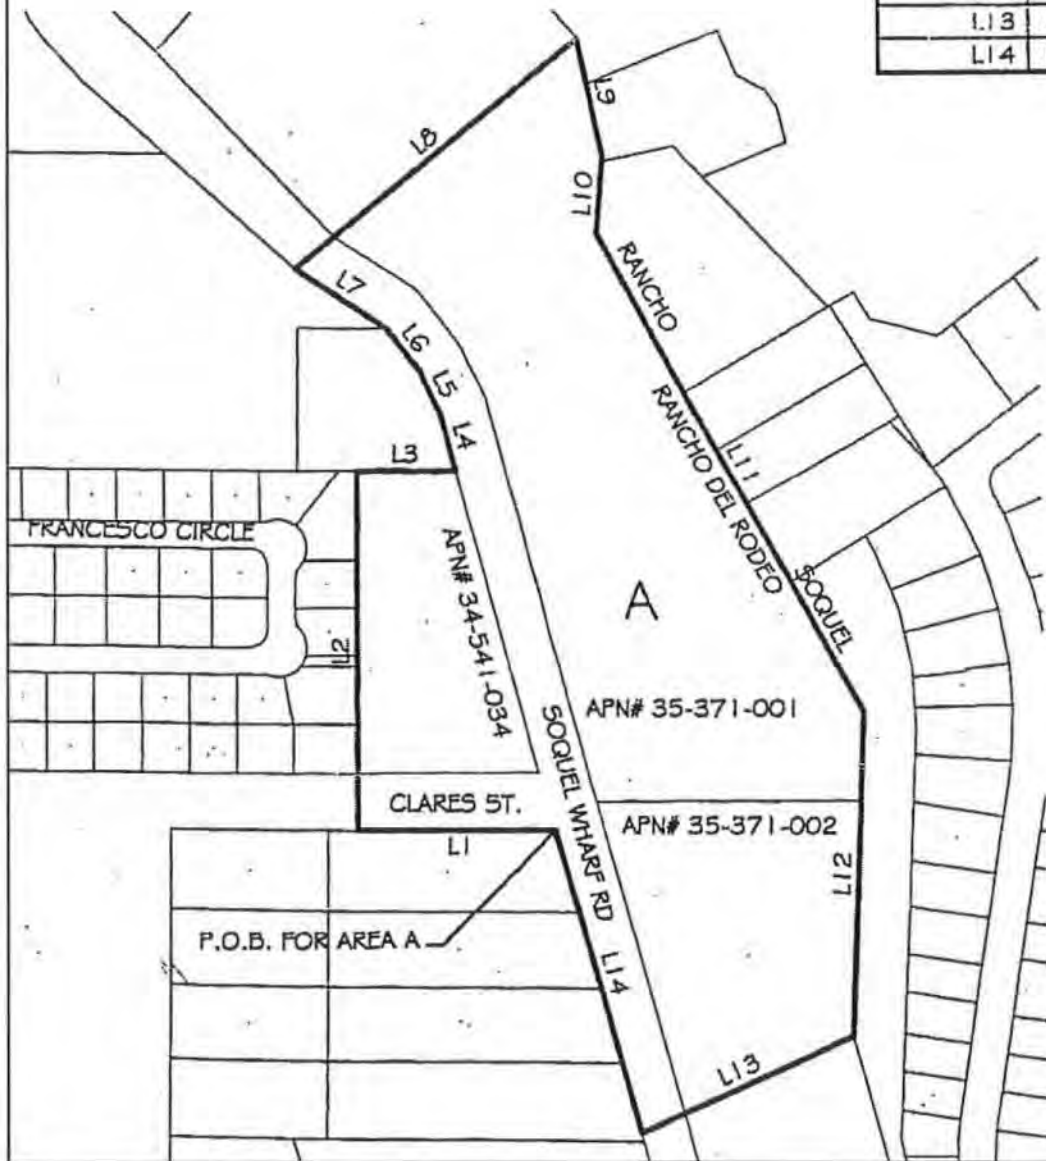 L13
L14
L8
L9
L10
L7
L6
L5
L4
L3
RANCHO
RANCHO DEL RODEO
L11
SOQUEL
FRANCESCO CIRCLE
APN# 34-541-034
L2
A
APN# 35-371-001
SOQUEL WHARF RD
CLARES ST.
APN# 35-371-002
L1
L12
P.O.B. FOR AREA A
L14
L13